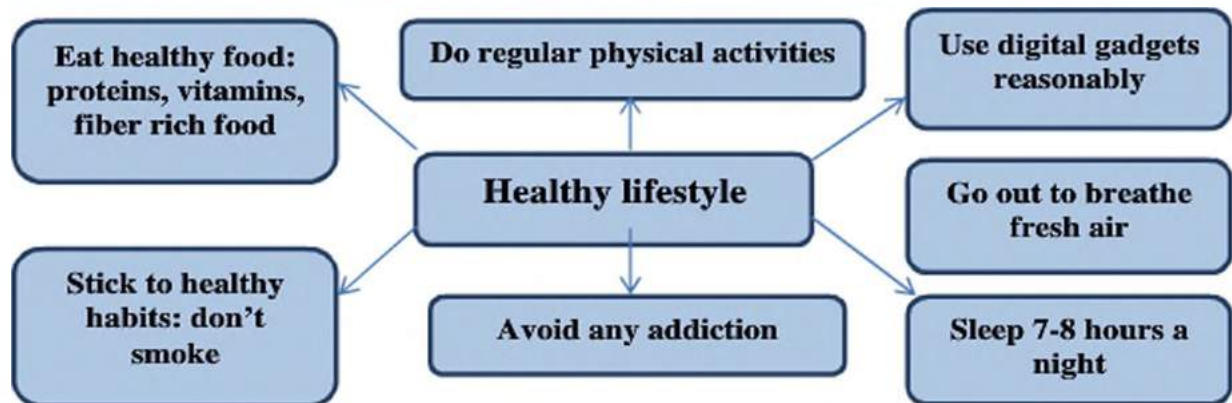 Eat healthy food:
proteins, vitamins,
fiber rich food
Do regular physical activities
Use digital gadgets
reasonably
Healthy lifestyle
Go out to breathe
fresh air
Stick to healthy
habits: don’t
smoke
Avoid any addiction
Sleep 7-8 hours a
night